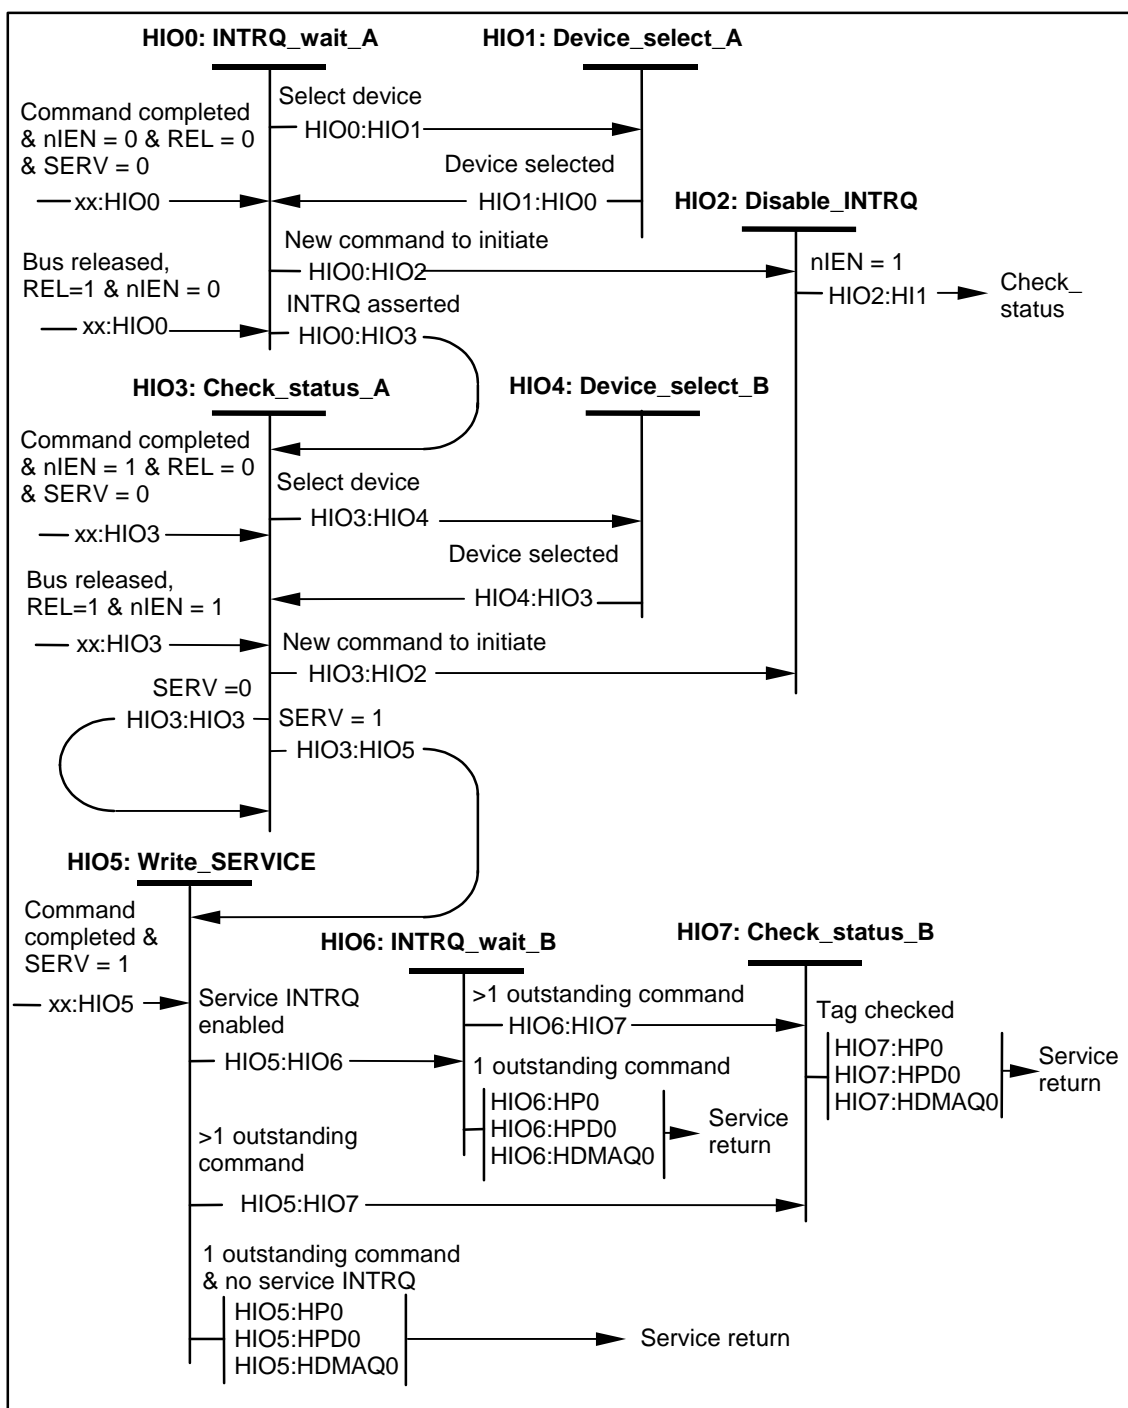 HIO0: INTRQ_wait_A
HIO1: Device_select_A
Command completed
& nIEN = 0 & REL = 0
& SERV = 0
xx:HIO0
Select device
HIO0:HIO1
Device selected
HIO1:HIO0
HIO2: Disable_INTRQ
New command to initiate
HIO0:HIO2
nIEN = 1
HIO2:HI1
Check_
status
Bus released,
REL=1 & nIEN = 0
xx:HIO0
INTRQ asserted
HIO0:HIO3
HIO3: Check_status_A
HIO4: Device_select_B
Command completed
& nIEN = 1 & REL = 0
& SERV = 0
xx:HIO3
Select device
HIO3:HIO4
Device selected
HIO4:HIO3
Bus released,
REL=1 & nIEN = 1
xx:HIO3
New command to initiate
HIO3:HIO2
SERV =0
HIO3:HIO3
SERV = 1
HIO3:HIO5
HIO5: Write_SERVICE
Command
completed &
SERV = 1
xx:HIO5
HIO6: INTRQ_wait_B
HIO7: Check_status_B
Service INTRQ
enabled
HIO5:HIO6
>1 outstanding command
HIO6:HIO7
1 outstanding command
HIO6:HP0
HIO6:HPD0
HIO6:HDMAQ0
Service
return
Tag checked
HIO7:HP0
HIO7:HPD0
HIO7:HDMAQ0
Service
return
>1 outstanding
command
HIO5:HIO7
1 outstanding command
& no service INTRQ
HIO5:HP0
HIO5:HPD0
HIO5:HDMAQ0
Service return